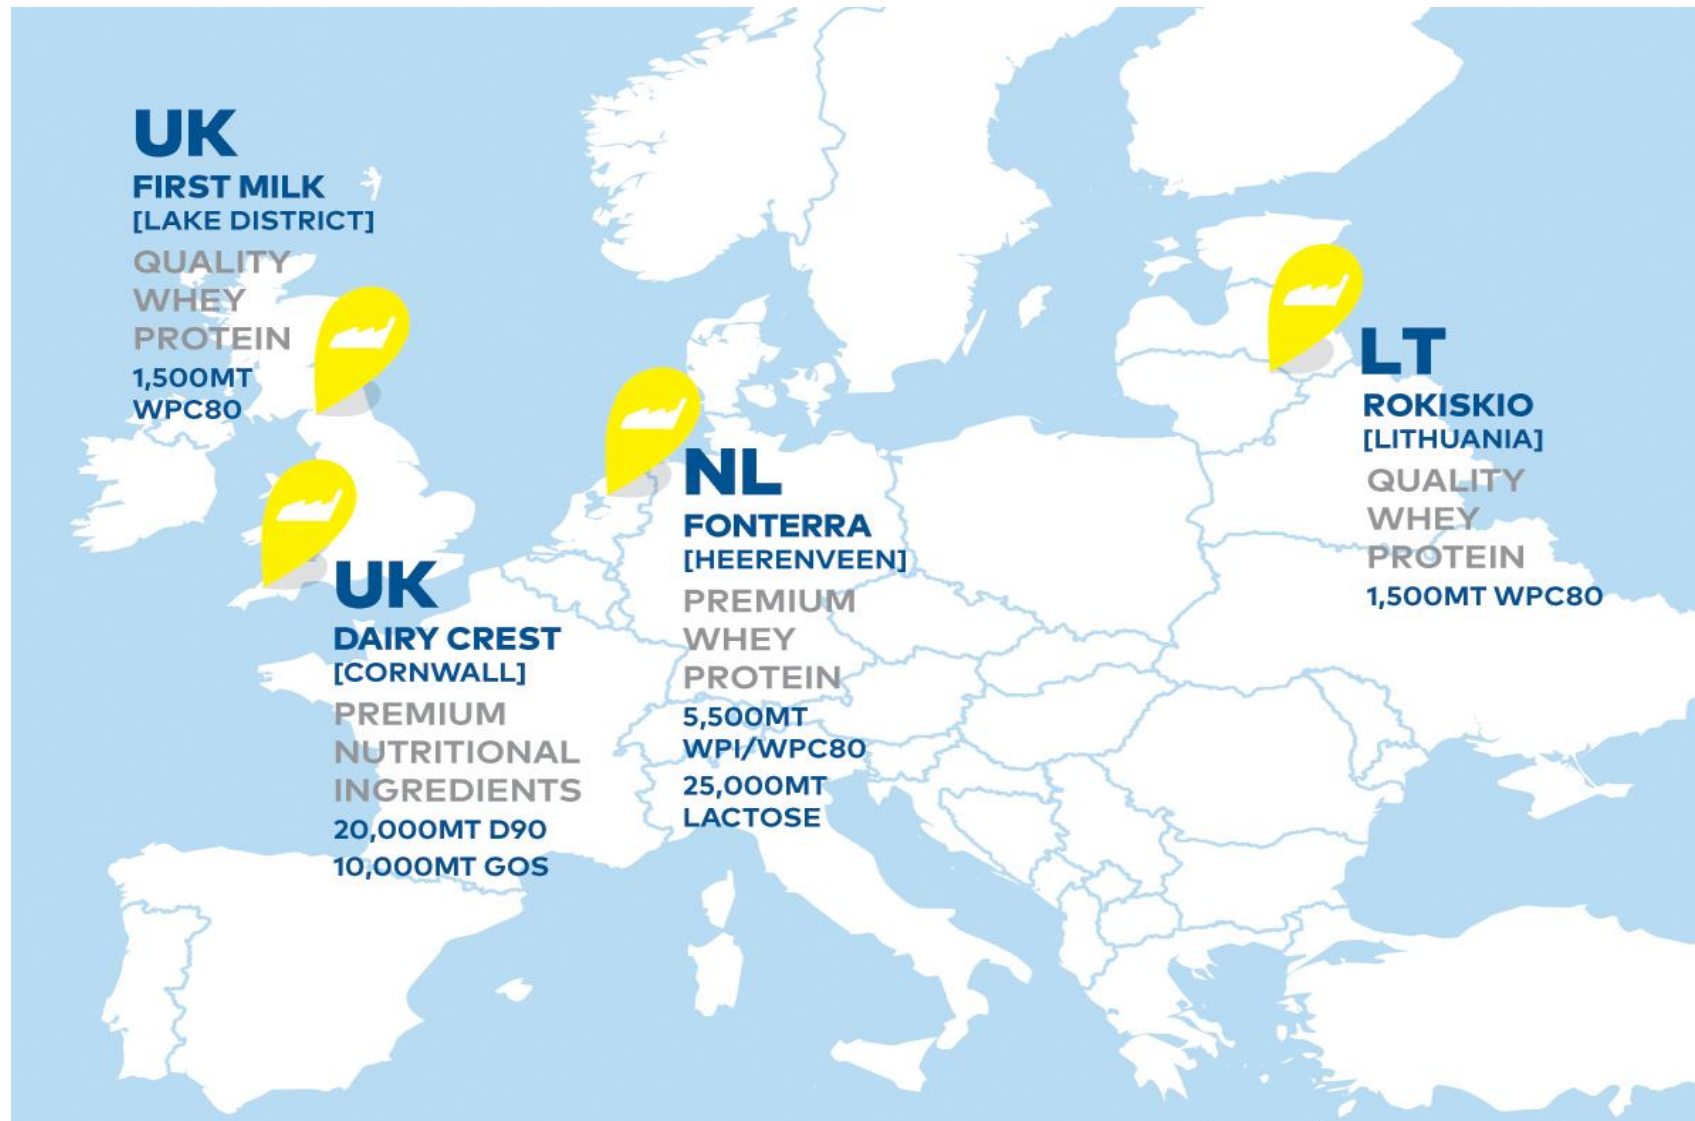 UK
FIRST MILK
[LAKE DISTRICT]
QUALITY
WHEY
PROTEIN
1,500MT
WPC80
UK
DAIRY CREST
[CORNWALL]
PREMIUM
NUTRITIONAL
INGREDIENTS
20,000MT D90
10,000MT GOS
NL
FONTERRA
[HEERENVEEN]
PREMIUM
WHEY
PROTEIN
5,500MT
WPI/WPC80
25,000MT
LACTOSE
LT
ROKISKIO
[LITHUANIA]
QUALITY
WHEY
PROTEIN
1,500MT WPC80